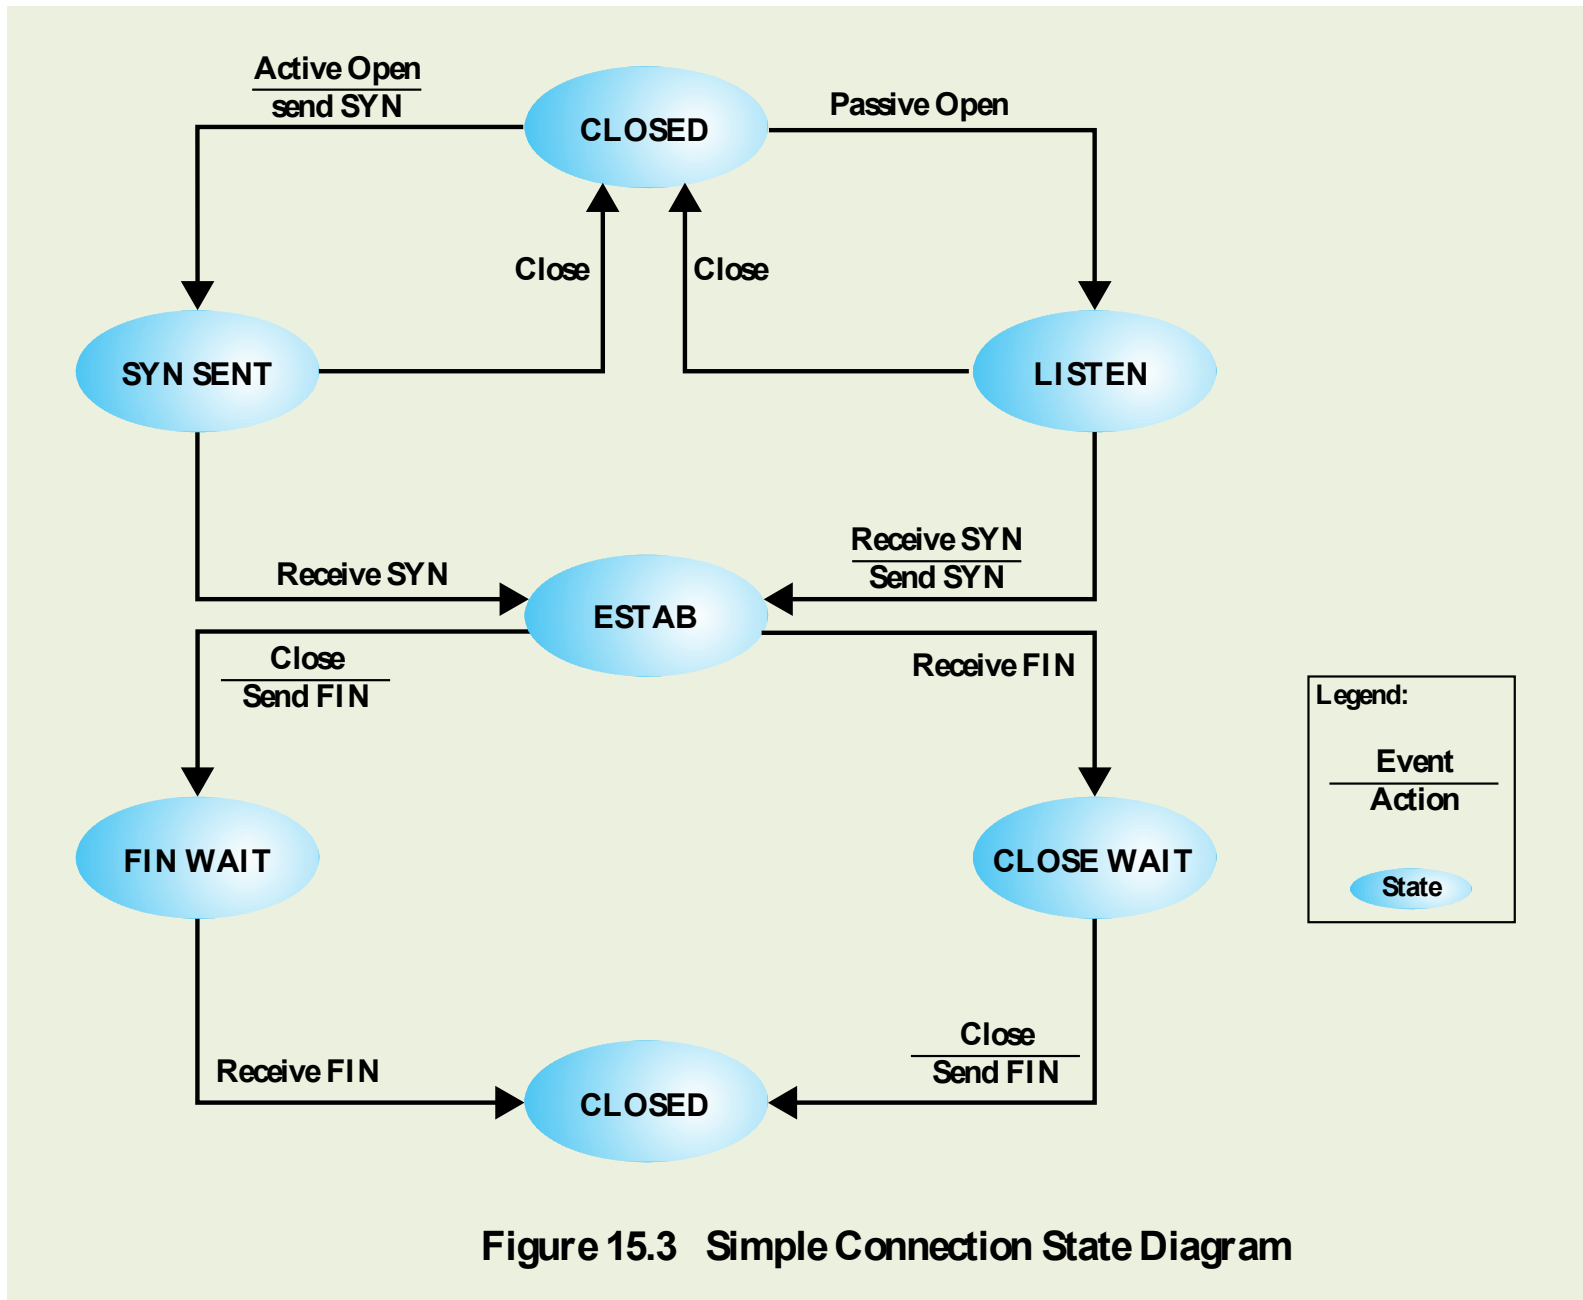 Active Open
send SYN
CLOSED
Passive Open
Close
Close
SYN SENT
LISTEN
Receive SYN
Receive SYN
Send SYN
ESTAB
Close
Send FIN
Receive FIN
Legend:
Event
Action
State
FIN WAIT
CLOSE WAIT
Receive FIN
Close
Send FIN
CLOSED
Figure 15.3 Simple Connection State Diagram